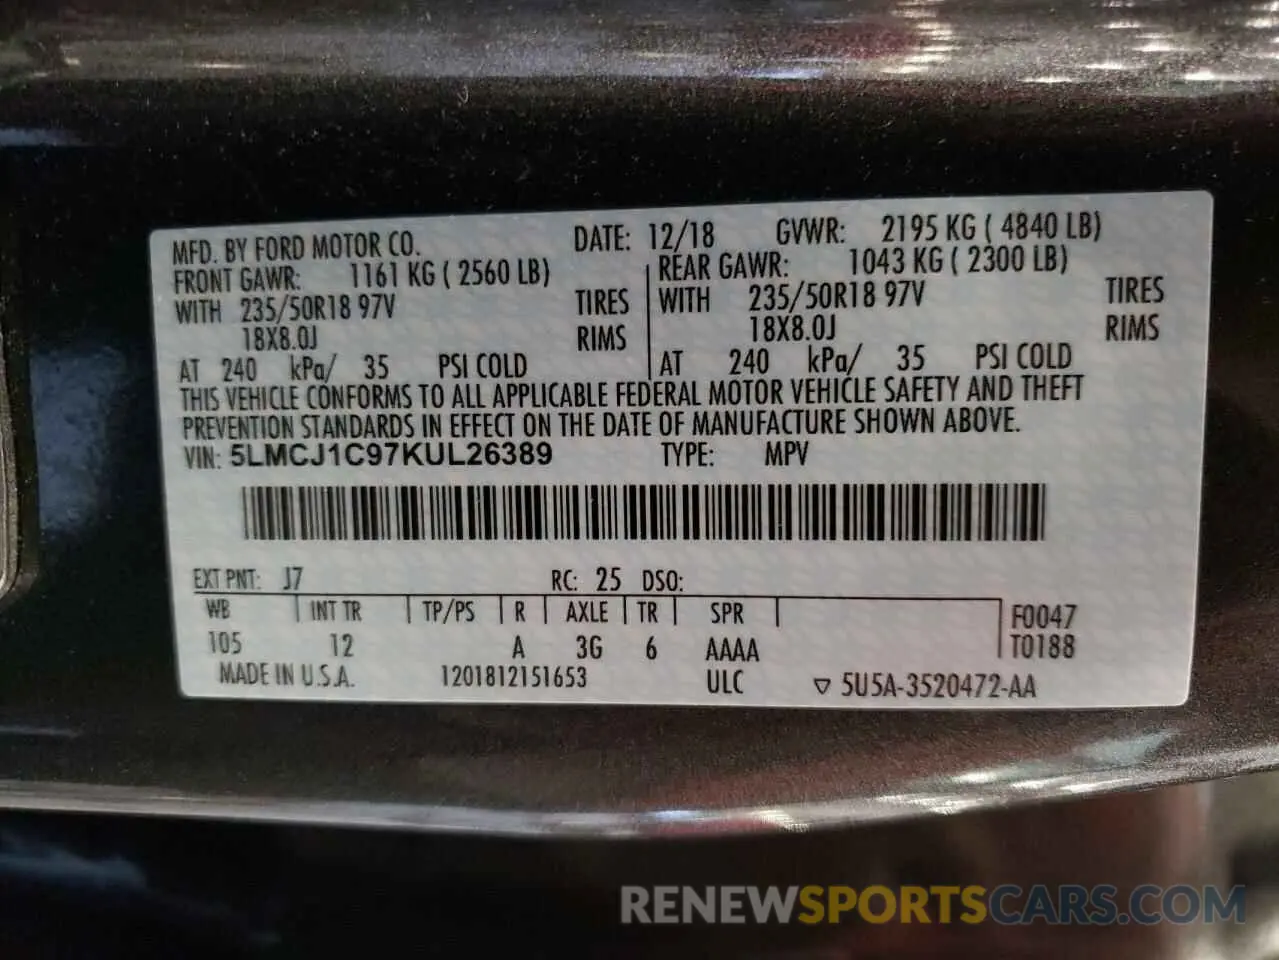 MFD. BY FORD MOTOR CO. DATE: 12/18 GVWR: 2195 KG ( 4840 LB)
FRONT GAWR: 1161 KG ( 2560 LB) REAR GAWR: 1043 KG ( 2300 LB)
WITH 235/50R18 97V TIRES WITH 235/50R18 97V TIRES
18X8.0J RIMS 18X8.0J RIMS
AT 240 kPa/ 35 PSI COLD AT 240 kPa/ 35 PSI COLD
THIS VEHICLE CONFORMS TO ALL APPLICABLE FEDERAL MOTOR VEHICLE SAFETY AND THEFT
PREVENTION STANDARDS IN EFFECT ON THE DATE OF MANUFACTURE SHOWN ABOVE.
VIN: 5LMCJ1C97KUL26389 TYPE: MPV
EXT PNT: J7 RC: 25 DSO:
WB INT TR TP/PS R AXLE TR SPR F0047
105 12 A 3G 6 AAAA T0188
MADE IN U.S.A. 1201812151653 ULC ▽ 5U5A-3520472-AA
RENEWSPORTSCARS.COM